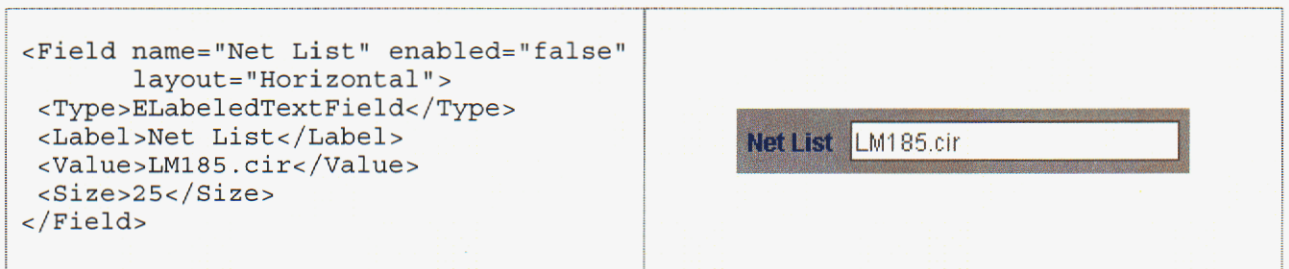 <Field name="Net List" enabled="false"
layout="Horizontal">
<Type>ELabeledTextField</Type>
<Label>Net List</Label>
<Value>LM185.cir</Value>
<Size>25</Size>
</Field>
Net List LM185.cir